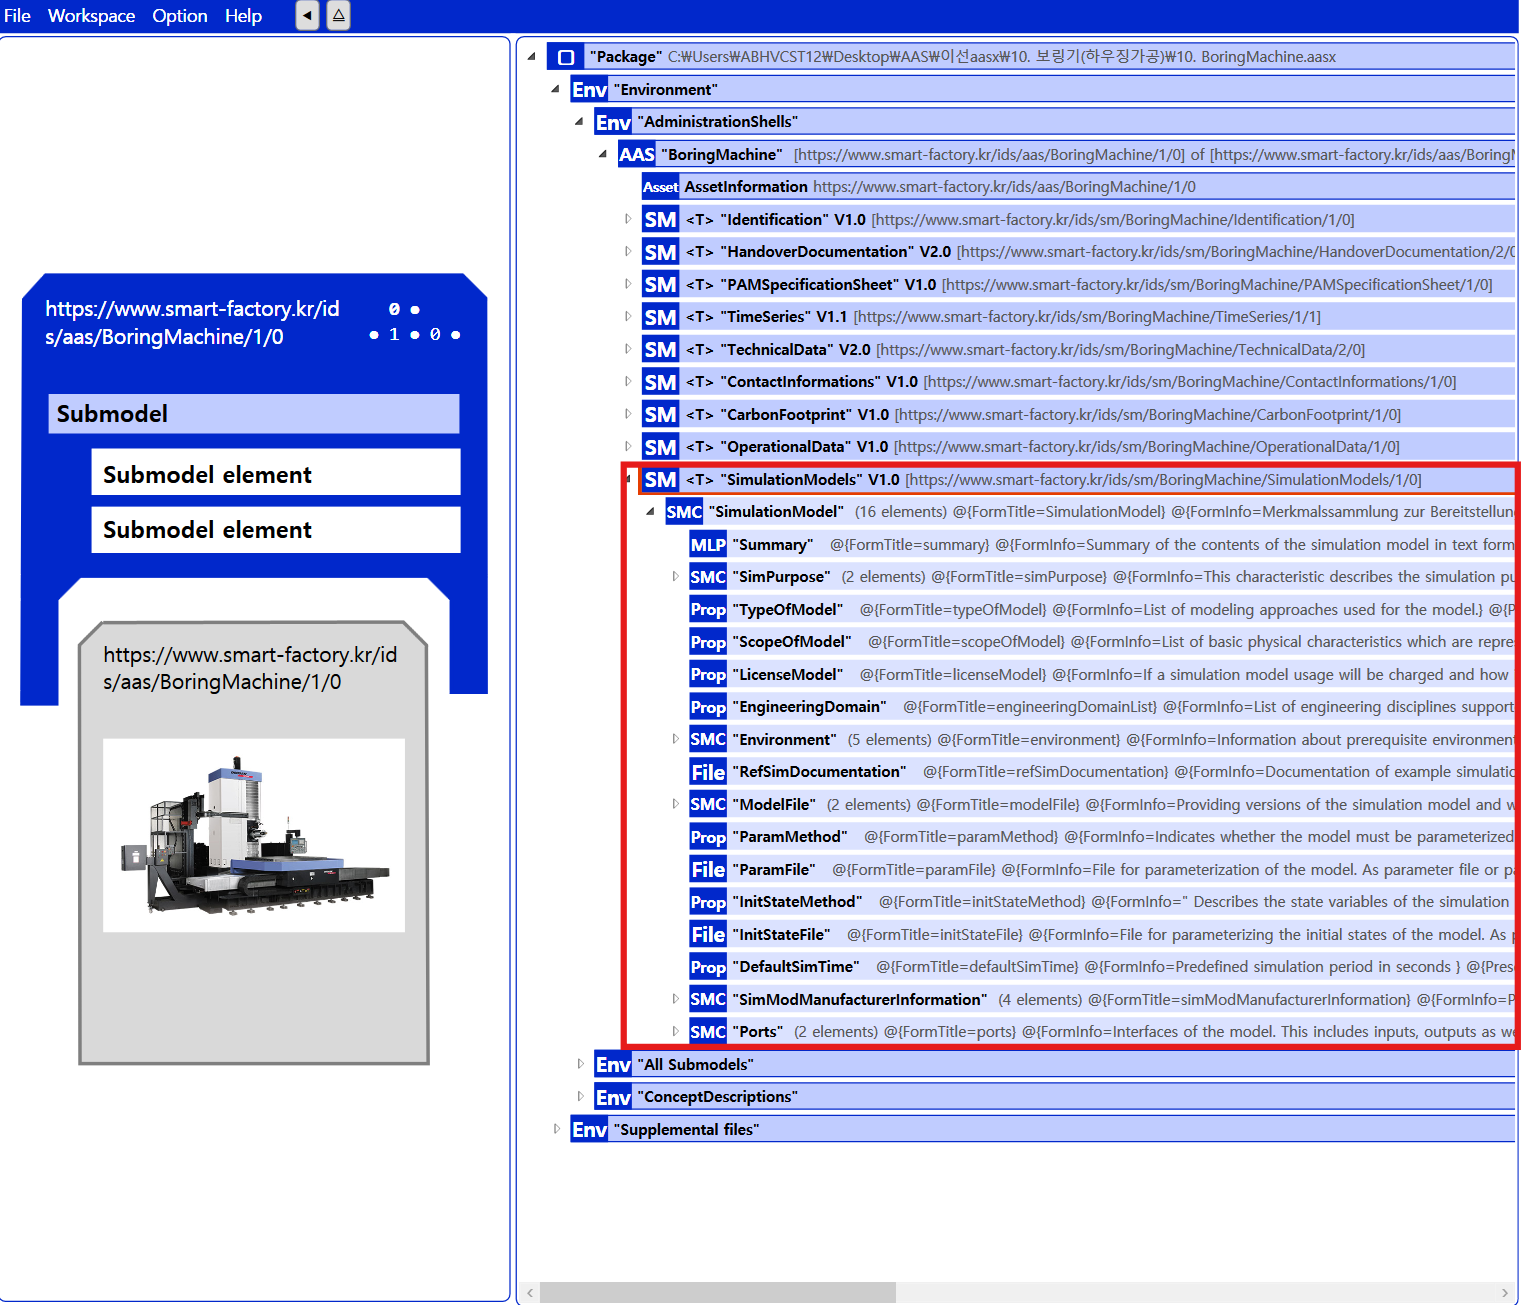 File Workspace Option Help
https://www.smart-factory.kr/id
s/aas/BoringMachine/1/0
0
1 0
Submodel
Submodel element
Submodel element
https://www.smart-factory.kr/id
s/aas/BoringMachine/1/0
"Package" C:₩Users₩ABHVCST12₩Desktop₩AAS₩이선aasx₩10. 보링기(하우징가공)₩10. BoringMachine.aasx
Env "Environment"
Env "AdministrationShells"
AAS "BoringMachine" [https://www.smart-factory.kr/ids/aas/BoringMachine/1/0] of [https://www.smart-factory.kr/ids/aas/Boring
Asset AssetInformation https://www.smart-factory.kr/ids/aas/BoringMachine/1/0
SM <T> "Identification" V1.0 [https://www.smart-factory.kr/ids/sm/BoringMachine/Identification/1/0]
SM <T> "HandoverDocumentation" V2.0 [https://www.smart-factory.kr/ids/sm/BoringMachine/HandoverDocumentation/2/0
SM <T> "PAMSpecificationSheet" V1.0 [https://www.smart-factory.kr/ids/sm/BoringMachine/PAMSpecificationSheet/1/0]
SM <T> "TimeSeries" V1.1 [https://www.smart-factory.kr/ids/sm/BoringMachine/TimeSeries/1/1]
SM <T> "TechnicalData" V2.0 [https://www.smart-factory.kr/ids/sm/BoringMachine/TechnicalData/2/0]
SM <T> "ContactInformations" V1.0 [https://www.smart-factory.kr/ids/sm/BoringMachine/ContactInformations/1/0]
SM <T> "CarbonFootprint" V1.0 [https://www.smart-factory.kr/ids/sm/BoringMachine/CarbonFootprint/1/0]
SM <T> "OperationalData" V1.0 [https://www.smart-factory.kr/ids/sm/BoringMachine/OperationalData/1/0]
SM <T> "SimulationModels" V1.0 [https://www.smart-factory.kr/ids/sm/BoringMachine/SimulationModels/1/0]
SMC "SimulationModel" (16 elements) @{FormTitle=SimulationModel} @{FormInfo=Merkmalssammlung zur Bereitstellun
MLP "Summary" @{FormTitle=summary} @{FormInfo=Summary of the contents of the simulation model in text form
SMC "SimPurpose" (2 elements) @{FormTitle=simPurpose} @{FormInfo=This characteristic describes the simulation pu
Prop "TypeOfModel" @{FormTitle=typeOfModel} @{FormInfo=List of modeling approaches used for the model.} @{P
Prop "ScopeOfModel" @{FormTitle=scopeOfModel} @{FormInfo=List of basic physical characteristics which are repre
Prop "LicenseModel" @{FormTitle=licenseModel} @{FormInfo=If a simulation model usage will be charged and how
Prop "EngineeringDomain" @{FormTitle=engineeringDomainList} @{FormInfo=List of engineering disciplines support
SMC "Environment" (5 elements) @{FormTitle=environment} @{FormInfo=Information about prerequisite environment
File "RefSimDocumentation" @{FormTitle=refSimDocumentation} @{FormInfo=Documentation of example simulatio
SMC "ModelFile" (2 elements) @{FormTitle=modelFile} @{FormInfo=Providing versions of the simulation model and w
Prop "ParamMethod" @{FormTitle=paramMethod} @{FormInfo=Indicates whether the model must be parameterized
File "ParamFile" @{FormTitle=paramFile} @{FormInfo=File for parameterization of the model. As parameter file or p
Prop "InitStateMethod" @{FormTitle=initStateMethod} @{FormInfo=" Describes the state variables of the simulation
File "InitStateFile" @{FormTitle=initStateFile} @{FormInfo=File for parameterizing the initial states of the model. As p
Prop "DefaultSimTime" @{FormTitle=defaultSimTime} @{FormInfo=Predefined simulation period in seconds } @{Pres
SMC "SimModManufacturerInformation" (4 elements) @{FormTitle=simModManufacturerInformation} @{FormInfo=P
SMC "Ports" (2 elements) @{FormTitle=ports} @{FormInfo=Interfaces of the model. This includes inputs, outputs as we
Env "All Submodels"
Env "ConceptDescriptions"
Env "Supplemental files"